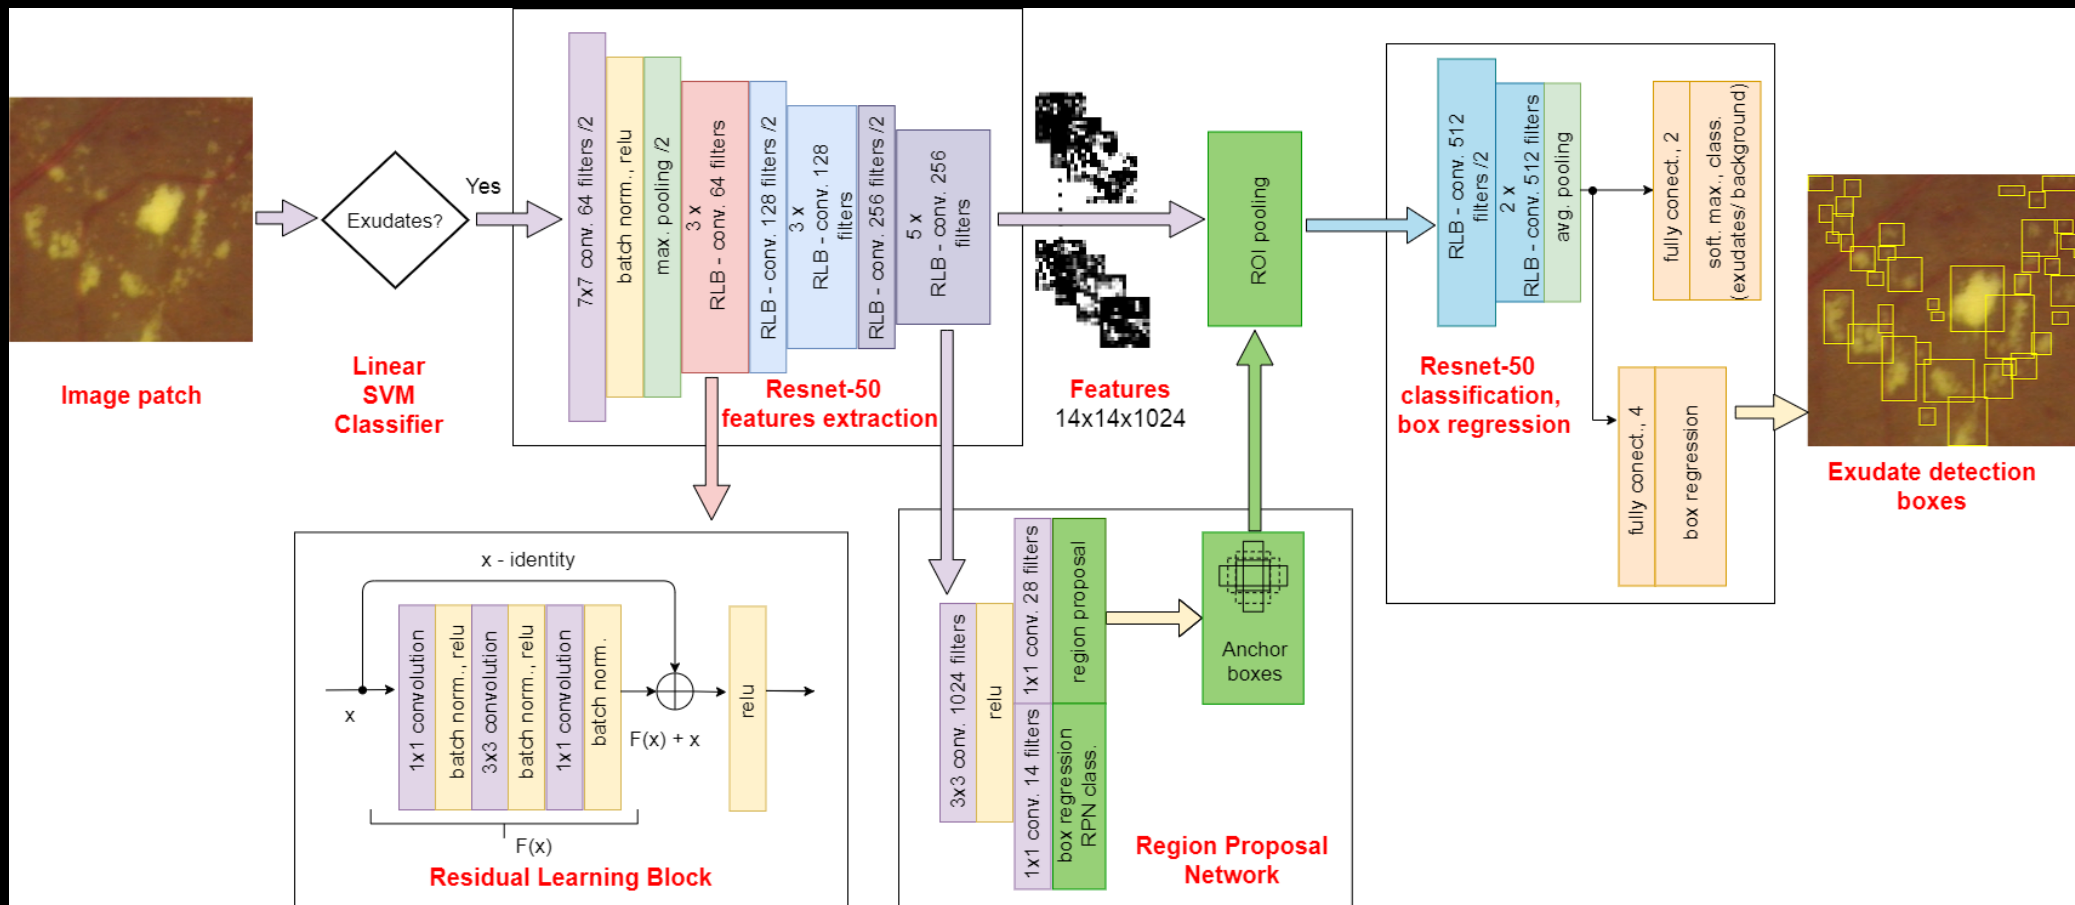 Image patch
Exudates?
Yes
Linear
SVM
Classifier
7x7 conv. 64 filters /2
batch norm., relu
max. pooling /2
3 x
RLB - conv. 64 filters
RLB - conv. 128 filters /2
3 x
RLB - conv. 128
filters
RLB - conv. 256 filters /2
5 x
RLB - conv. 256
filters
Resnet-50
features extraction
Features
14x14x1024
ROI pooling
RLB - conv. 512
filters /2
2 x
RLB - conv. 512 filters
avg. pooling
fully conect., 2
soft. max., class.
(exudates/ background)
Resnet-50
classification,
box regression
fully conect., 4
box regression
Exudate detection
boxes
x - identity
x
1x1 convolution
batch norm., relu
3x3 convolution
batch norm., relu
1x1 convolution
batch norm.
F(x) + x
relu
F(x)
Residual Learning Block
3x3 conv. 1024 filters
relu
1x1 conv. 28 filters
region proposal
1x1 conv. 14 filters
box regression
RPN class.
Anchor
boxes
Region Proposal
Network